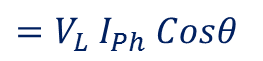 = V_L I_Ph Cosθ